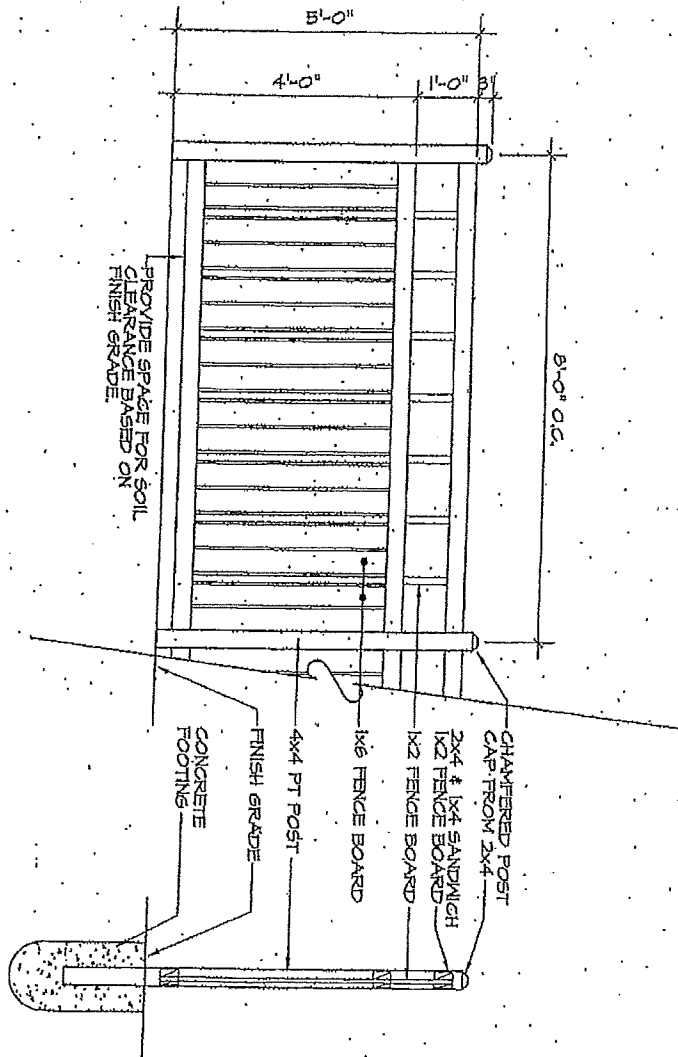 5'-0"
4'-0"
1'-0"
3"
8'-0" O.C.
PROVIDE SPACE FOR SOIL
CLEARANCE BASED ON
FINISH GRADE
CHAMFERED POST
CAP FROM 2x4
2x4 & 1x4 SANDWICH
1x2 FENCE BOARD
1x2 FENCE BOARD
1x6 FENCE BOARD
4x4 PT POST
FINISH GRADE
CONCRETE
FOOTING